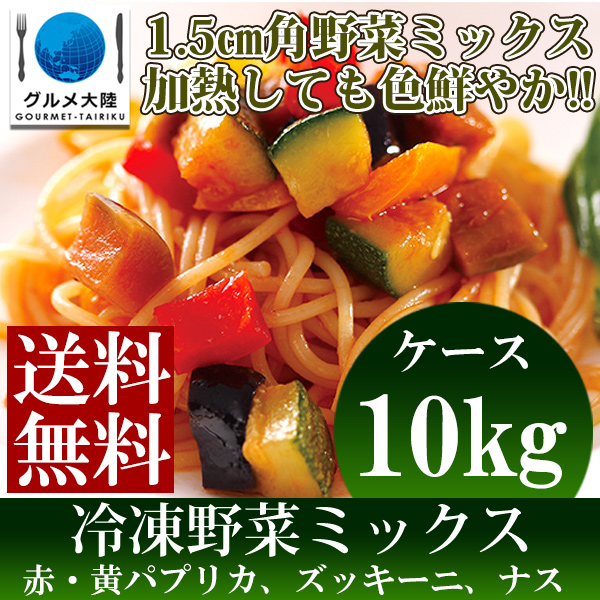 グルメ大陸
GOURMET-TAIRIKU
1.5cm角野菜ミックス
加熱しても色鮮やか!!
送料
無料
ケース
10kg
冷凍野菜ミックス
赤・黄パプリカ、ズッキーニ、ナス